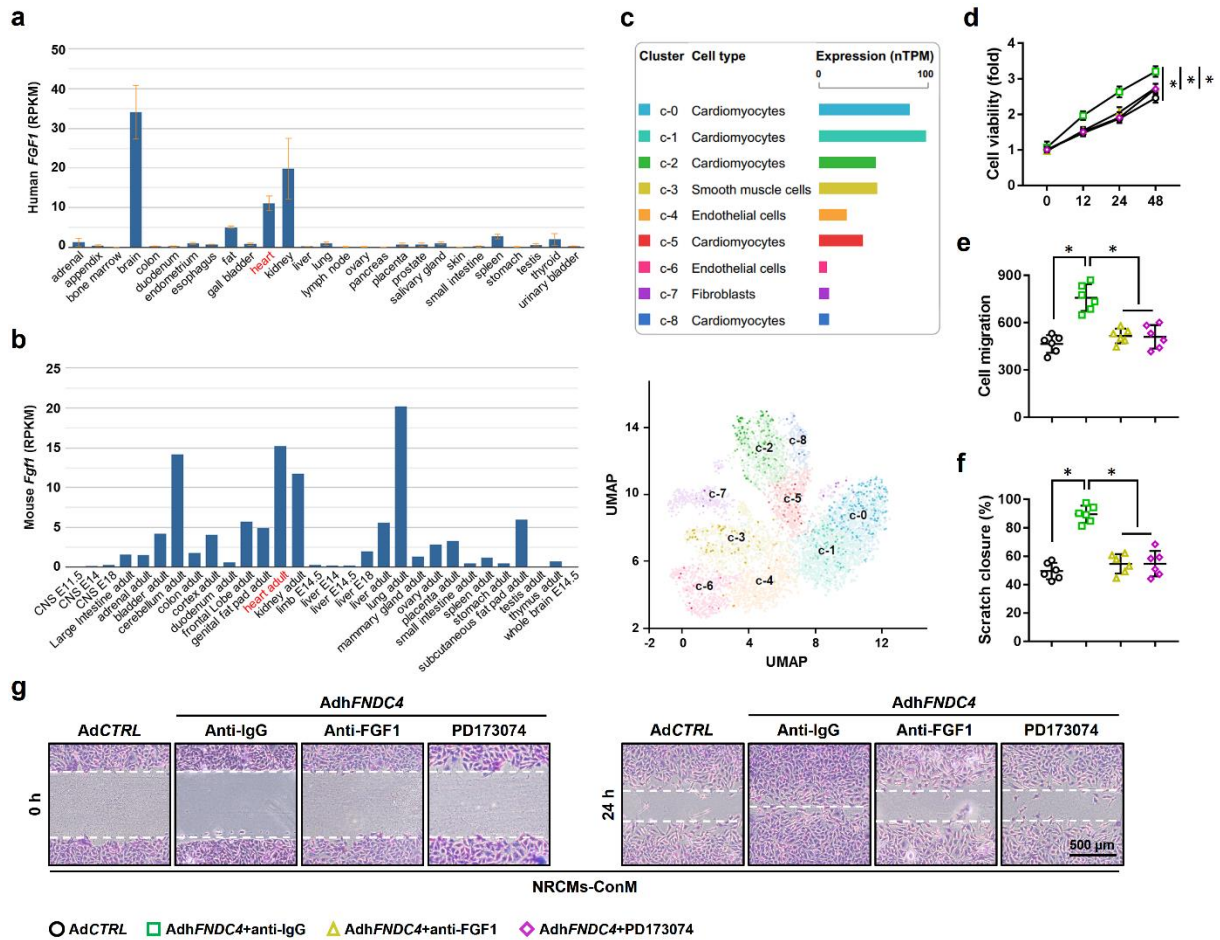 a
Human FGF1 (RPKM)
50
40
30
20
10
0
adrenal
appendix
bone marrow
brain
colon
duodenum
endometrium
esophagus
fat
gall bladder
heart
kidney
liver
lung
lymph node
ovary
pancreas
placenta
prostate
salivary gland
skin
small intestine
spleen
stomach
testis
thyroid
urinary bladder
b
Mouse Fgf1 (RPKM)
25
20
15
10
5
0
CNS E11.5
CNS E14
CNS E18
Large Intestine adult
adrenal adult
bladder adult
cerebellum adult
colon adult
cortex adult
duodenum adult
frontal Lobe adult
genital fat pad adult
heart adult
kidney adult
limb E14.5
liver E14
liver E14.5
liver E18
liver adult
lung adult
mammary gland adult
ovary adult
placenta adult
small intestine adult
spleen adult
stomach adult
subcutaneous fat pad adult
testis adult
thymus adult
whole brain E14.5
c
Cluster Cell type Expression (nTPM)
0 100
c-0 Cardiomyocytes
c-1 Cardiomyocytes
c-2 Cardiomyocytes
c-3 Smooth muscle cells
c-4 Endothelial cells
c-5 Cardiomyocytes
c-6 Endothelial cells
c-7 Fibroblasts
c-8 Cardiomyocytes
UMAP
14
10
6
2
c-2
c-8
c-7
c-5
c-0
c-3
c-1
c-6
c-4
-2 0 4 8 12
UMAP
d
Cell viability (fold)
4
3
2
1
0
0 12 24 48
* * *
e
Cell migration
900
600
300
0
* *
f
Scratch closure (%)
100
80
60
40
20
0
* *
g
AdhFNDC4
AdCTRL Anti-IgG Anti-FGF1 PD173074
0 h
AdhFNDC4
AdCTRL Anti-IgG Anti-FGF1 PD173074
24 h
500 μm
NRCMs-ConM
AdCTRL AdhFNDC4+anti-IgG AdhFNDC4+anti-FGF1 AdhFNDC4+PD173074